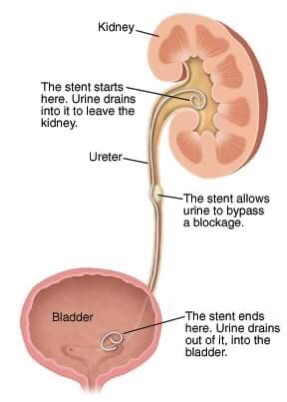 Kidney
The stent starts
here. Urine drains
into it to leave the
kidney.
Ureter
The stent allows
urine to bypass
a blockage.
Bladder
The stent ends
here. Urine drains
out of it, into the
bladder.